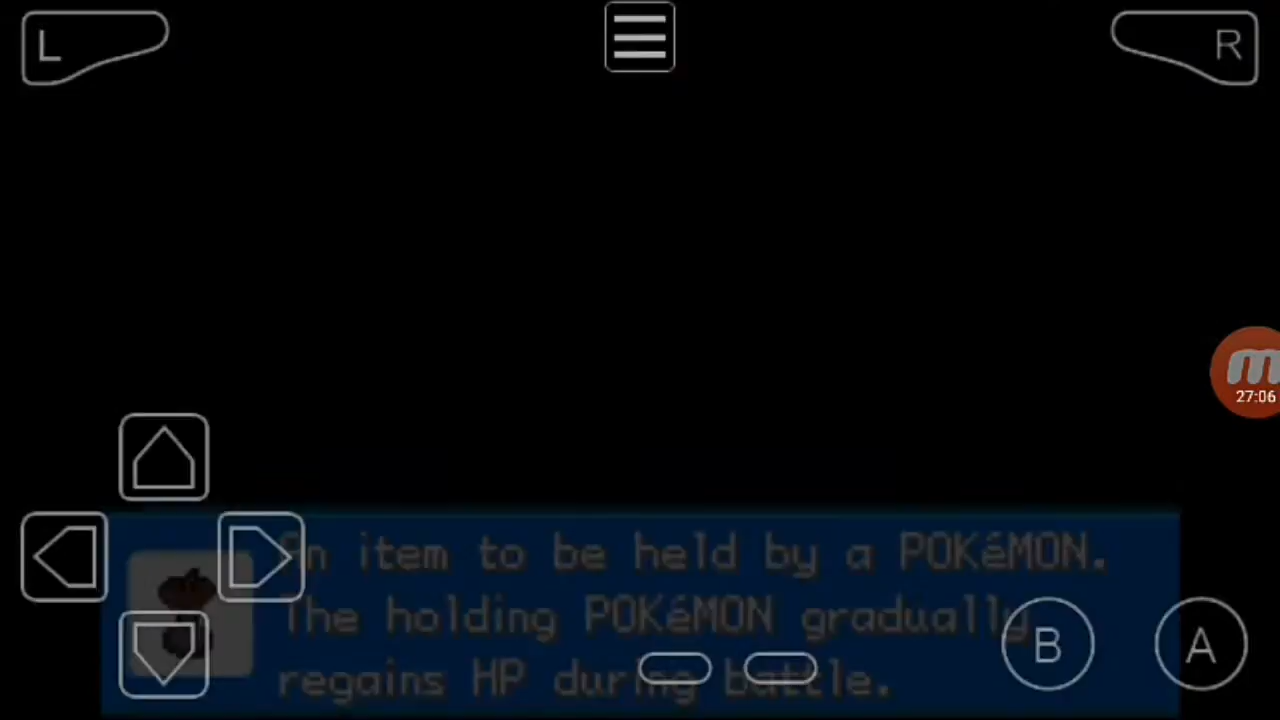 L
R
27:06
An item to be held by a POKéMON.
The holding POKéMON gradually
regains HP during battle.
B
A